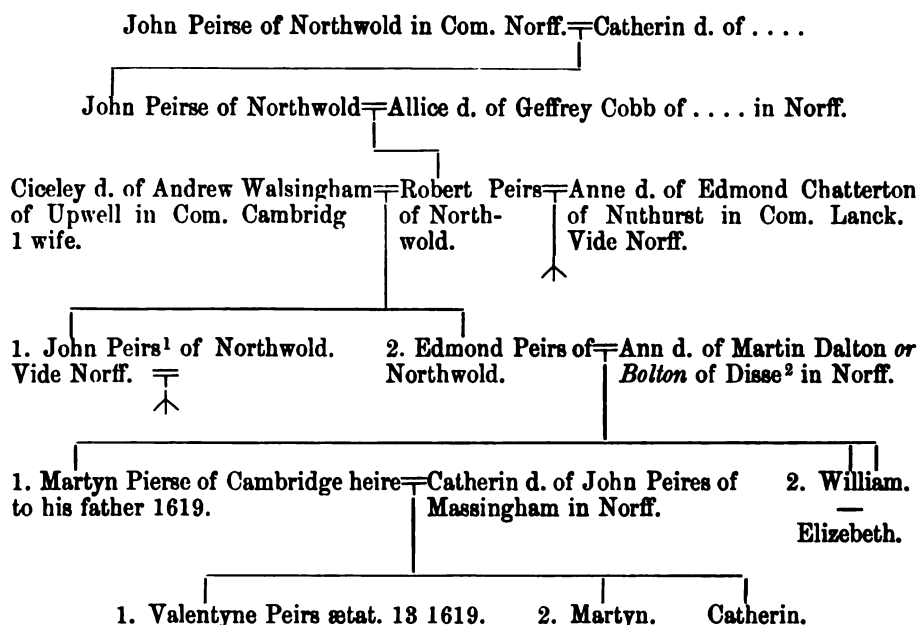 John Peirse of Northwold in Com. Norff. Catherin d. of . . . .
John Peirse of Northwold Allice d. of Geffrey Cobb of . . . . in Norff.
Ciceley d. of Andrew Walsingham
of Upwell in Com. Cambridg
1 wife.
Robert Peirs
of North-
wold.
Anne d. of Edmond Chatterton
of Nuthurst in Com. Lanck.
Vide Norff.
1. John Peirs¹ of Northwold.
Vide Norff.
2. Edmond Peirs of
Northwold.
Ann d. of Martin Dalton or
Bolton of Disse² in Norff.
1. Martyn Pierse of Cambridge heire
to his father 1619.
Catherin d. of John Peires of
Massingham in Norff.
2. William.
—
Elizebeth.
1. Valentyne Peirs ætat. 13 1619. 2. Martyn. Catherin.